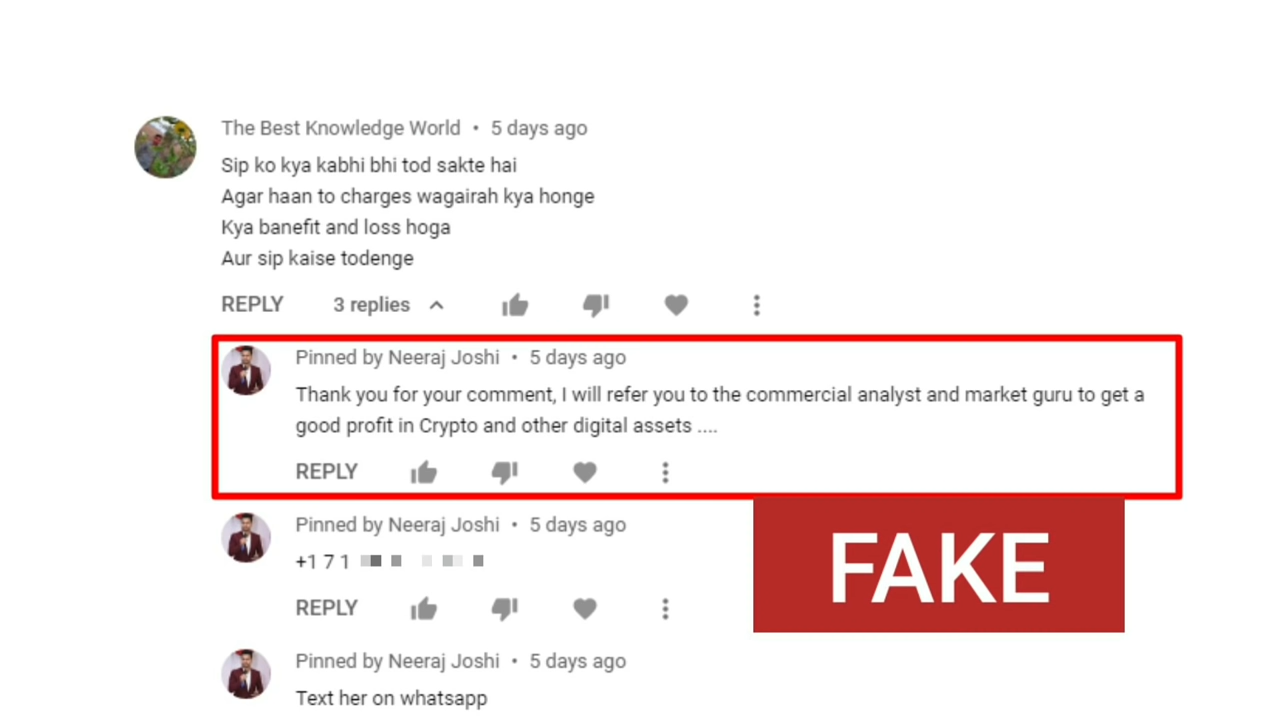 The Best Knowledge World • 5 days ago
Sip ko kya kabhi bhi tod sakte hai
Agar haan to charges wagairah kya honge
Kya banefit and loss hoga
Aur sip kaise todenge
REPLY 3 replies
Pinned by Neeraj Joshi • 5 days ago
Thank you for your comment, I will refer you to the commercial analyst and market guru to get a
good profit in Crypto and other digital assets ....
REPLY
Pinned by Neeraj Joshi • 5 days ago
+1 7 1
REPLY
FAKE
Pinned by Neeraj Joshi • 5 days ago
Text her on whatsapp